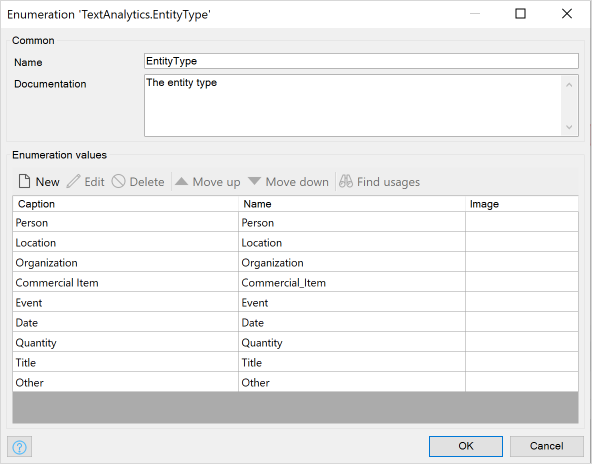 Enumeration 'TextAnalytics.EntityType'
Common
Name EntityType
Documentation The entity type
Enumeration values
New Edit Delete Move up Move down Find usages
Caption Name Image
Person Person
Location Location
Organization Organization
Commercial Item Commercial_Item
Event Event
Date Date
Quantity Quantity
Title Title
Other Other
? OK Cancel